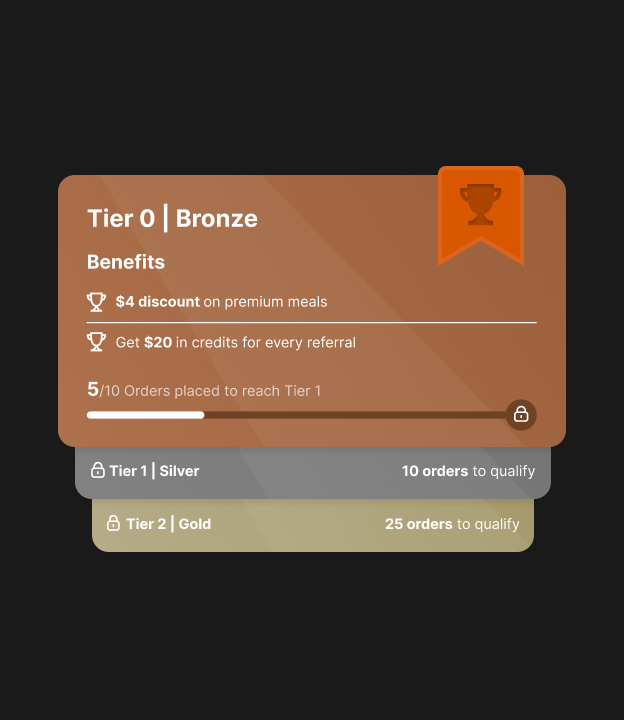 Tier 0 | Bronze
Benefits
$4 discount on premium meals
Get $20 in credits for every referral
5/10 Orders placed to reach Tier 1
Tier 1 | Silver 10 orders to qualify
Tier 2 | Gold 25 orders to qualify